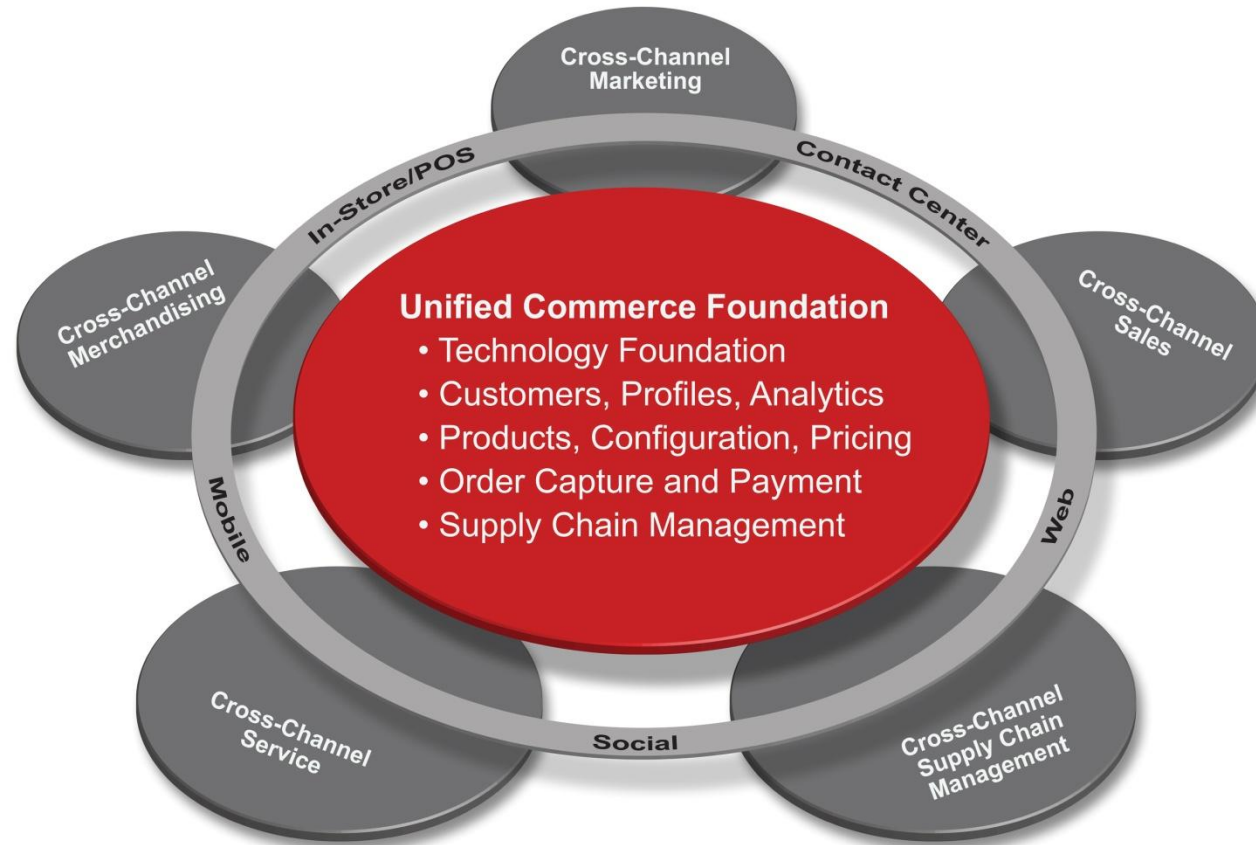 Cross-Channel
Marketing
In-Store/POS
Contact Center
Cross-Channel
Merchandising
Cross-Channel
Sales
Unified Commerce Foundation
• Technology Foundation
• Customers, Profiles, Analytics
• Products, Configuration, Pricing
• Order Capture and Payment
• Supply Chain Management
Mobile
Web
Cross-Channel
Service
Social
Cross-Channel
Supply Chain
Management